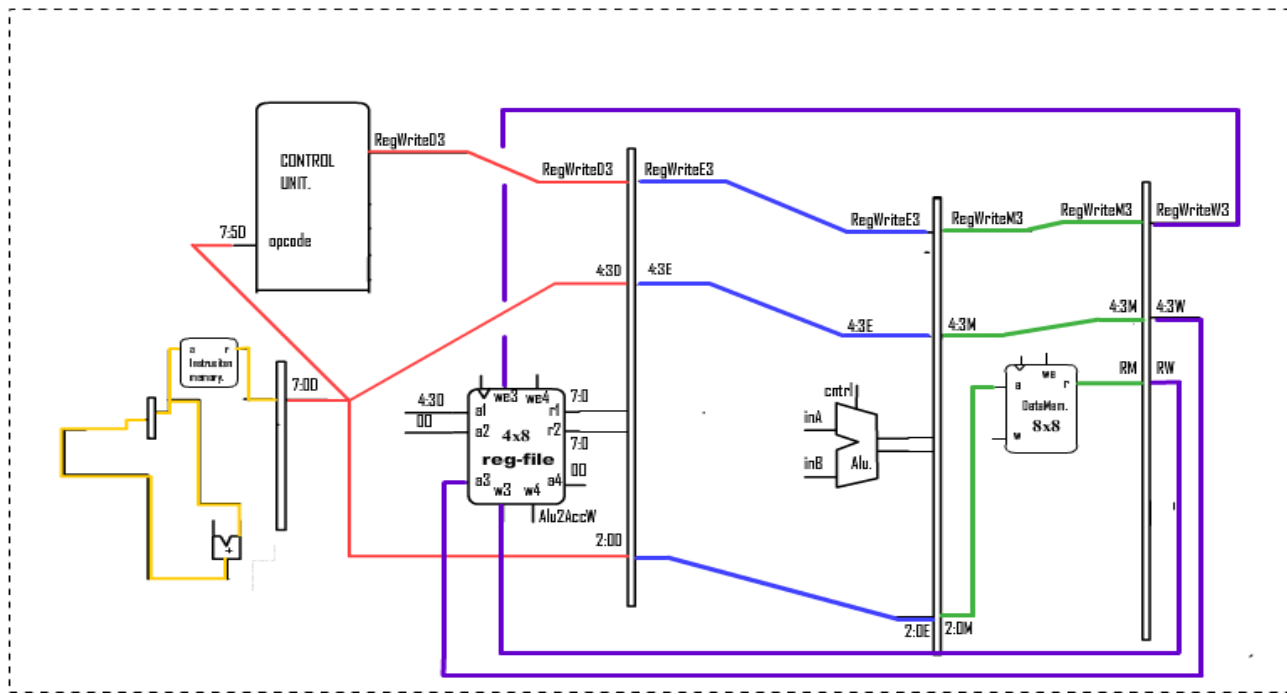 RegWriteD3
CONTROL
UNIT.
RegWriteD3
RegWriteE3
RegWriteE3
RegWriteM3
RegWriteM3
RegWriteW3
7:5D
opcode
4:3D
4:3E
4:3E
4:3M
4:3M
4:3W
a r
Instrusiton
memory.
7:0D
4:3D
00
we3 we4
a1
a2
a3
4x8
reg-file
r1
r2
a4
w3 w4
7:0
7:0
00
Alu2AccW
cntrl
inA
inB
Alu.
we
a r
DataMem.
8x8
w
RM
RW
2:0D
2:0E
2:0M
+